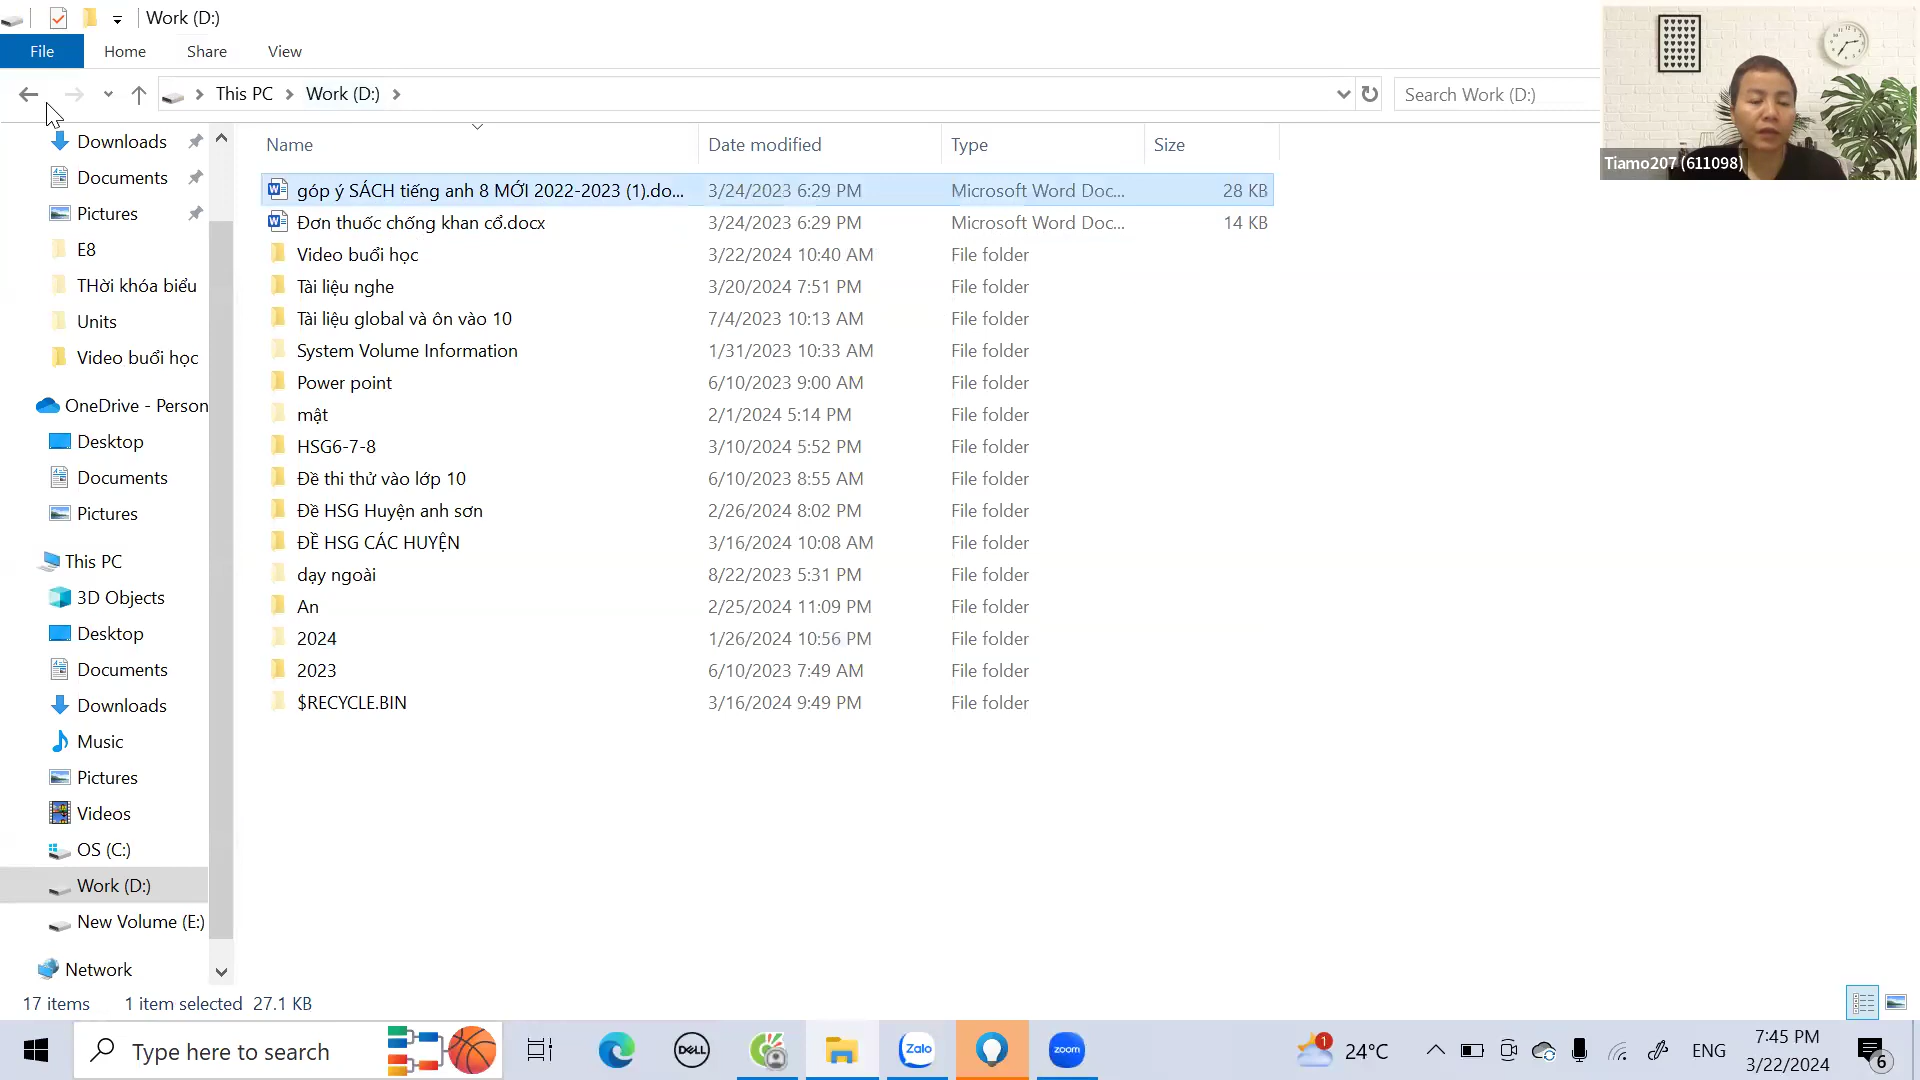 Work (D:)
File Home Share View
This PC Work (D:) Search Work (D:)
Tiamo207 (611098)
Downloads
Documents
Pictures
E8
THời khóa biểu
Units
Video buổi học
OneDrive - Person
Desktop
Documents
Pictures
This PC
3D Objects
Desktop
Documents
Downloads
Music
Pictures
Videos
OS (C:)
Work (D:)
New Volume (E:)
Network
Name Date modified Type Size
góp ý SÁCH tiếng anh 8 MỚI 2022-2023 (1).do... 3/24/2023 6:29 PM Microsoft Word Doc... 28 KB
Đơn thuốc chống khan cổ.docx 3/24/2023 6:29 PM Microsoft Word Doc... 14 KB
Video buổi học 3/22/2024 10:40 AM File folder
Tài liệu nghe 3/20/2024 7:51 PM File folder
Tài liệu global và ôn vào 10 7/4/2023 10:13 AM File folder
System Volume Information 1/31/2023 10:33 AM File folder
Power point 6/10/2023 9:00 AM File folder
mật 2/1/2024 5:14 PM File folder
HSG6-7-8 3/10/2024 5:52 PM File folder
Đề thi thử vào lớp 10 6/10/2023 8:55 AM File folder
Đề HSG Huyện anh sơn 2/26/2024 8:02 PM File folder
ĐỀ HSG CÁC HUYỆN 3/16/2024 10:08 AM File folder
dạy ngoài 8/22/2023 5:31 PM File folder
An 2/25/2024 11:09 PM File folder
2024 1/26/2024 10:56 PM File folder
2023 6/10/2023 7:49 AM File folder
$RECYCLE.BIN 3/16/2024 9:49 PM File folder
17 items 1 item selected 27.1 KB
Type here to search DELL Zalo zoom 1 24°C ENG 7:45 PM
3/22/2024 6